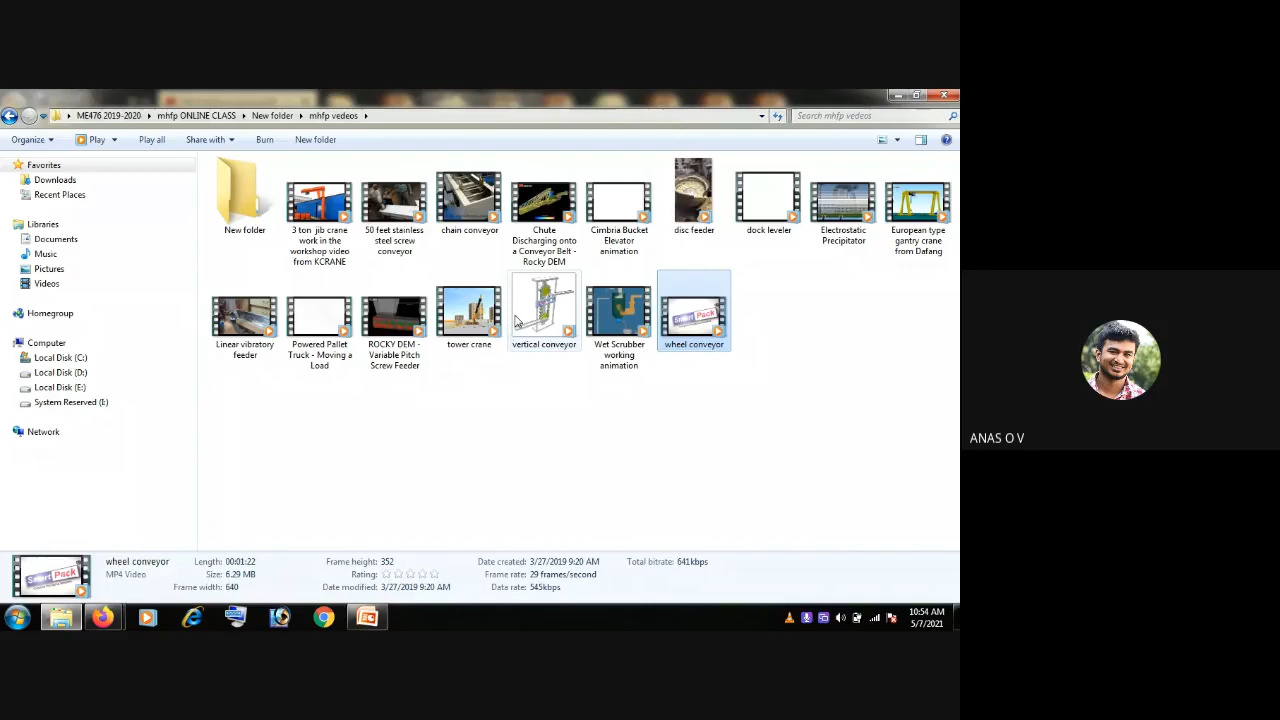 ME476 2019-2020 mhfp ONLINE CLASS New folder mhfp vedeos
Search mhfp vedeos
Organize Play Play all Share with Burn New folder
Favorites
Downloads
Recent Places
Libraries
Documents
Music
Pictures
Videos
Homegroup
Computer
Local Disk (C:)
Local Disk (D:)
Local Disk (E:)
System Reserved (I:)
Network
New folder
3 ton jib crane
work in the
workshop video
from KCRANE
50 feet stainless
steel screw
conveyor
chain conveyor
Chute
Discharging onto
a Conveyor Belt -
Rocky DEM
Cimbria Bucket
Elevator
animation
disc feeder
dock leveler
Electrostatic
Precipitator
European type
gantry crane
from Dafang
Linear vibratory
feeder
Powered Pallet
Truck - Moving a
Load
ROCKY DEM -
Variable Pitch
Screw Feeder
tower crane
vertical conveyor
Wet Scrubber
working
animation
Smart Pack
wheel conveyor
Smart Pack
wheel conveyor
MP4 Video
Length: 00:01:22
Size: 6.29 MB
Frame width: 640
Frame height: 352
Rating:
Date modified: 3/27/2019 9:20 AM
Date created: 3/27/2019 9:20 AM
Frame rate: 29 frames/second
Data rate: 545kbps
Total bitrate: 641kbps
10:54 AM
5/7/2021
ANAS O V